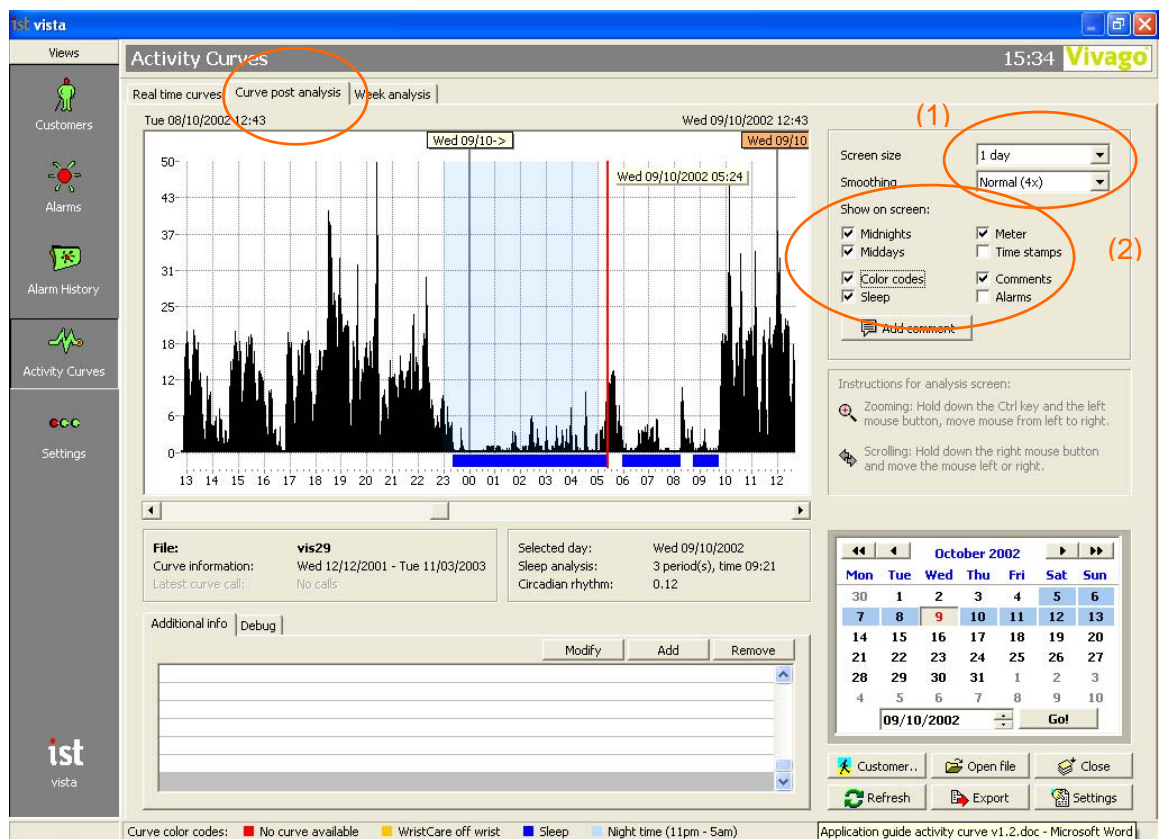 ist vista
Views
Customers
Alarms
Alarm History
Activity Curves
Settings
ist
vista
Activity Curves
15:34 Vivago
Real time curves
Curve post analysis
Week analysis
Tue 08/10/2002 12:43
Wed 09/10/2002 12:43
Wed 09/10->
Wed 09/10
Wed 09/10/2002 05:24
50
43
37
31
25
18
12
6
0
13 14 15 16 17 18 19 20 21 22 23 00 01 02 03 04 05 06 07 08 09 10 11 12
(1)
Screen size 1 day
Smoothing Normal (4x)
Show on screen:
(2)
Midnights Meter
Middays Time stamps
Color codes Comments
Sleep Alarms
Add comment
Instructions for analysis screen:
Zooming: Hold down the Ctrl key and the left
mouse button, move mouse from left to right.
Scrolling: Hold down the right mouse button
and move the mouse left or right.
File: vis29
Curve information: Wed 12/12/2001 - Tue 11/03/2003
Latest curve call: No calls
Selected day: Wed 09/10/2002
Sleep analysis: 3 period(s), time 09:21
Circadian rhythm: 0.12
Additional info
Debug
Modify
Add
Remove
October 2002
Mon Tue Wed Thu Fri Sat Sun
30 1 2 3 4 5 6
7 8 9 10 11 12 13
14 15 16 17 18 19 20
21 22 23 24 25 26 27
28 29 30 31 1 2 3
4 5 6 7 8 9 10
09/10/2002 Go!
Customer.. Open file Close
Refresh Export Settings
Curve color codes: No curve available WristCare off wrist Sleep Night time (11pm - 5am)
Application guide activity curve v1.2.doc - Microsoft Word